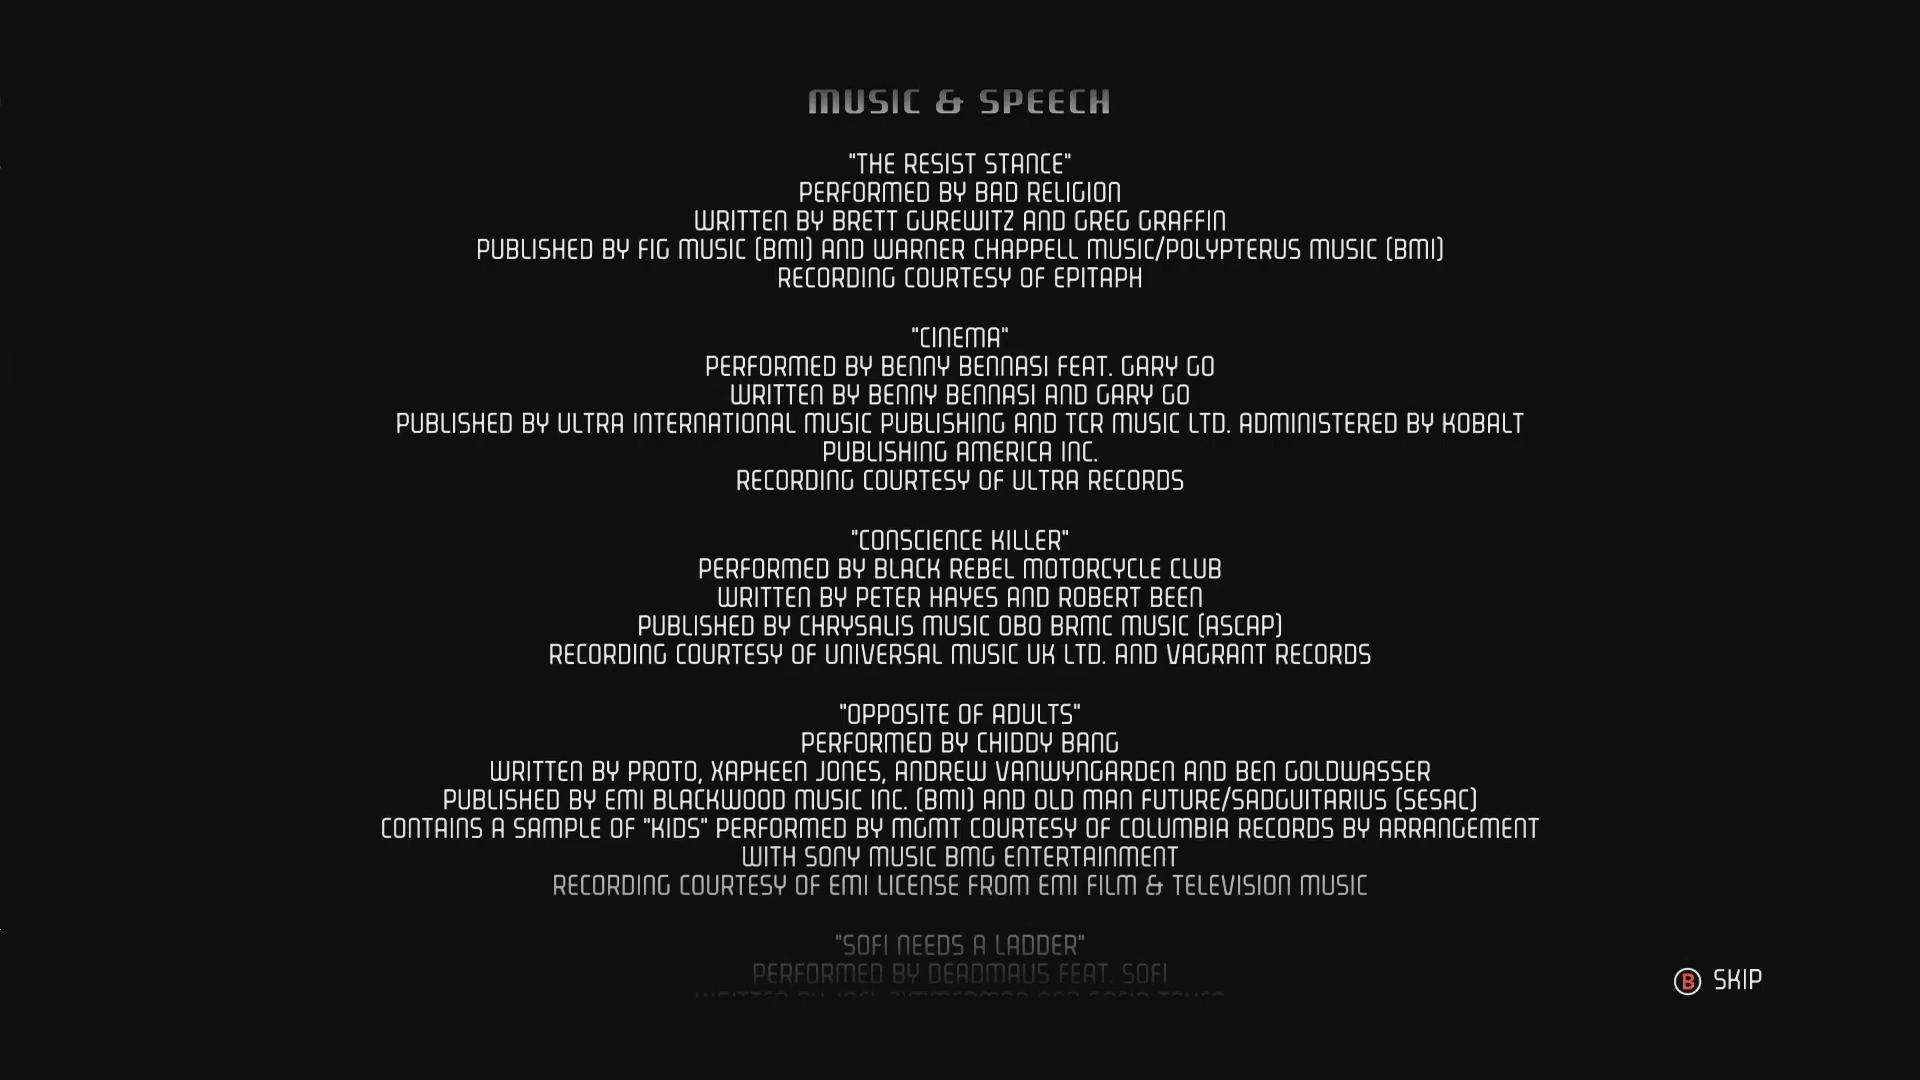 MUSIC & SPEECH
"THE RESIST STANCE"
PERFORMED BY BAD RELIGION
WRITTEN BY BRETT GUREWITZ AND GREG GRAFFIN
PUBLISHED BY FIG MUSIC (BMI) AND WARNER CHAPPELL MUSIC/POLYPTERUS MUSIC (BMI)
RECORDING COURTESY OF EPITAPH
"CINEMA"
PERFORMED BY BENNY BENNASI FEAT. GARY GO
WRITTEN BY BENNY BENNASI AND GARY GO
PUBLISHED BY ULTRA INTERNATIONAL MUSIC PUBLISHING AND TCR MUSIC LTD. ADMINISTERED BY KOBALT
PUBLISHING AMERICA INC.
RECORDING COURTESY OF ULTRA RECORDS
"CONSCIENCE KILLER"
PERFORMED BY BLACK REBEL MOTORCYCLE CLUB
WRITTEN BY PETER HAYES AND ROBERT BEEN
PUBLISHED BY CHRYSALIS MUSIC OBO BRMC MUSIC (ASCAP)
RECORDING COURTESY OF UNIVERSAL MUSIC UK LTD. AND VAGRANT RECORDS
"OPPOSITE OF ADULTS"
PERFORMED BY CHIDDY BANG
WRITTEN BY PROTO, XAPHEEN JONES, ANDREW VANWYNGARDEN AND BEN GOLDWASSER
PUBLISHED BY EMI BLACKWOOD MUSIC INC. (BMI) AND OLD MAN FUTURE/SADGUITARIUS (SESAC)
CONTAINS A SAMPLE OF "KIDS" PERFORMED BY MGMT COURTESY OF COLUMBIA RECORDS BY ARRANGEMENT
WITH SONY MUSIC BMG ENTERTAINMENT
RECORDING COURTESY OF EMI LICENSE FROM EMI FILM & TELEVISION MUSIC
"SOFI NEEDS A LADDER"
PERFORMED BY DEADMAUS FEAT. SOFI
B SKIP